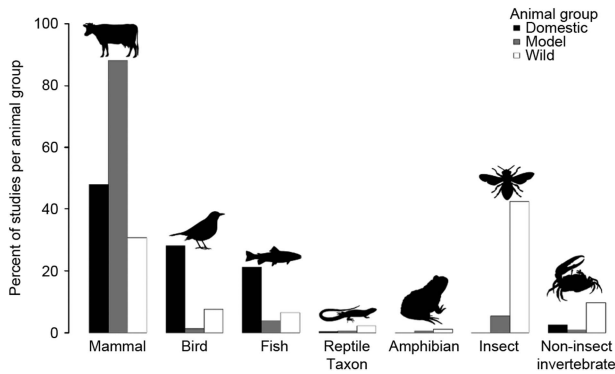 Percent of studies per animal group
100
80
60
40
20
0
Animal group
Domestic
Model
Wild
Mammal
Bird
Fish
Reptile
Taxon
Amphibian
Insect
Non-insect
invertebrate